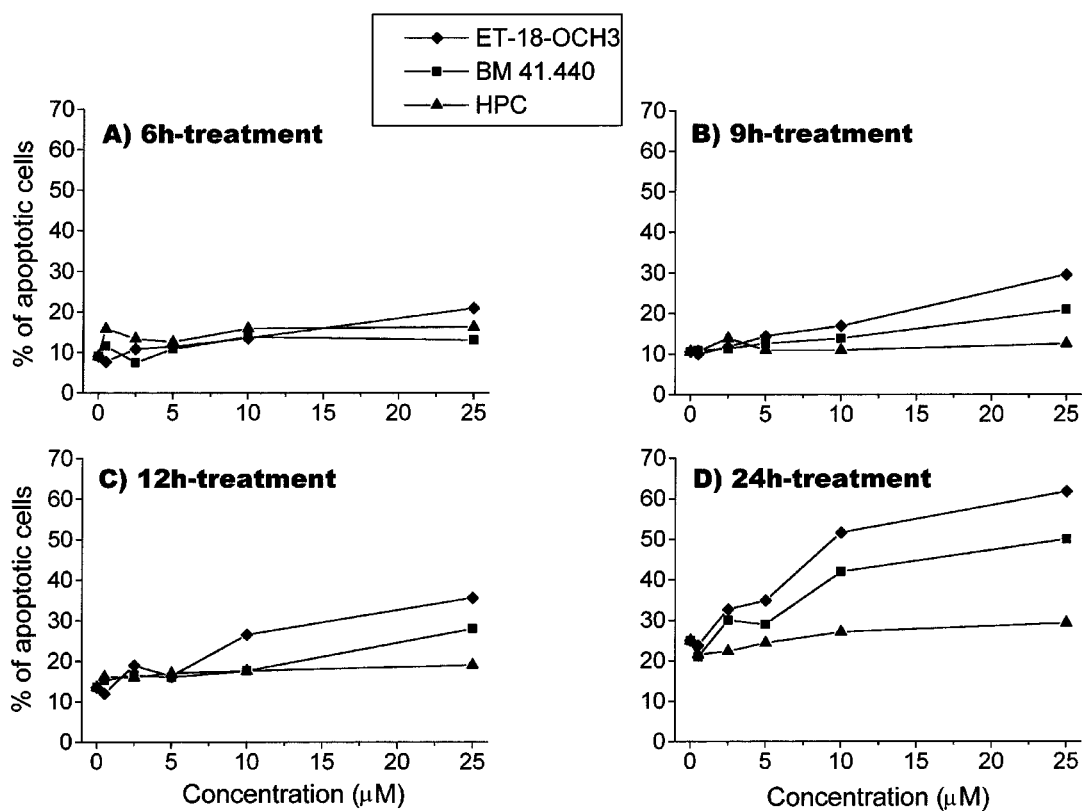 ET-18-OCH3
BM 41.440
HPC
A) 6h-treatment
% of apoptotic cells
70
60
50
40
30
20
10
0
0 5 10 15 20 25
B) 9h-treatment
70
60
50
40
30
20
10
0
0 5 10 15 20 25
C) 12h-treatment
% of apoptotic cells
60
50
40
30
20
10
0
0 5 10 15 20 25
Concentration (μM)
D) 24h-treatment
60
50
40
30
20
10
0
0 5 10 15 20 25
Concentration (μM)